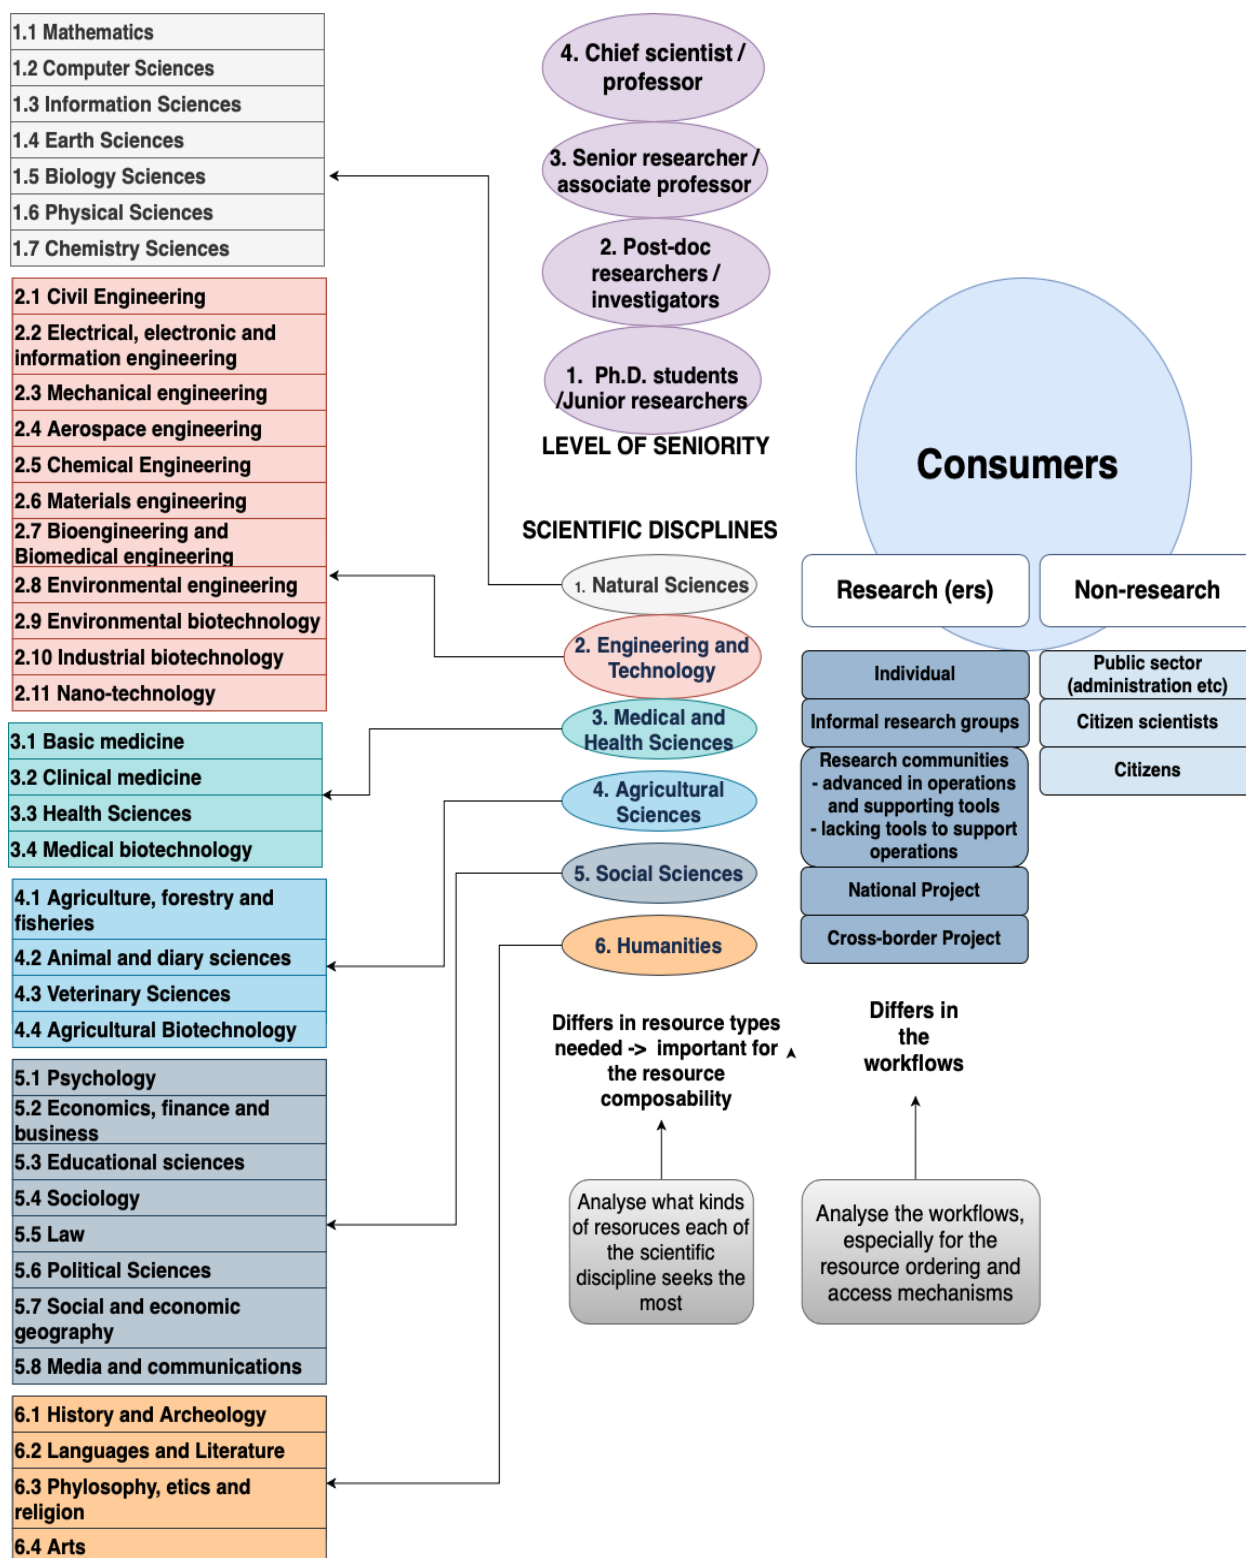 1.1 Mathematics
1.2 Computer Sciences
1.3 Information Sciences
1.4 Earth Sciences
1.5 Biology Sciences
1.6 Physical Sciences
1.7 Chemistry Sciences
2.1 Civil Engineering
2.2 Electrical, electronic and
information engineering
2.3 Mechanical engineering
2.4 Aerospace engineering
2.5 Chemical Engineering
2.6 Materials engineering
2.7 Bioengineering and
Biomedical engineering
2.8 Environmental engineering
2.9 Environmental biotechnology
2.10 Industrial biotechnology
2.11 Nano-technology
3.1 Basic medicine
3.2 Clinical medicine
3.3 Health Sciences
3.4 Medical biotechnology
4.1 Agriculture, forestry and
fisheries
4.2 Animal and diary sciences
4.3 Veterinary Sciences
4.4 Agricultural Biotechnology
5.1 Psychology
5.2 Economics, finance and
business
5.3 Educational sciences
5.4 Sociology
5.5 Law
5.6 Political Sciences
5.7 Social and economic
geography
5.8 Media and communications
6.1 History and Archeology
6.2 Languages and Literature
6.3 Phylosophy, etics and
religion
6.4 Arts
4. Chief scientist /
professor
3. Senior researcher /
associate professor
2. Post-doc
researchers /
investigators
1. Ph.D. students
/Junior researchers
LEVEL OF SENIORITY
SCIENTIFIC DISCPLINES
1. Natural Sciences
2. Engineering and
Technology
3. Medical and
Health Sciences
4. Agricultural
Sciences
5. Social Sciences
6. Humanities
Differs in resource types
needed -> important for
the resource
composability
Analyse what kinds
of resoruces each of
the scientific
discipline seeks the
most
Consumers
Research (ers)
Non-research
Individual
Informal research groups
Research communities
- advanced in operations
and supporting tools
- lacking tools to support
operations
National Project
Cross-border Project
Public sector
(administration etc)
Citizen scientists
Citizens
Differs in
the
workflows
Analyse the workflows,
especially for the
resource ordering and
access mechanisms